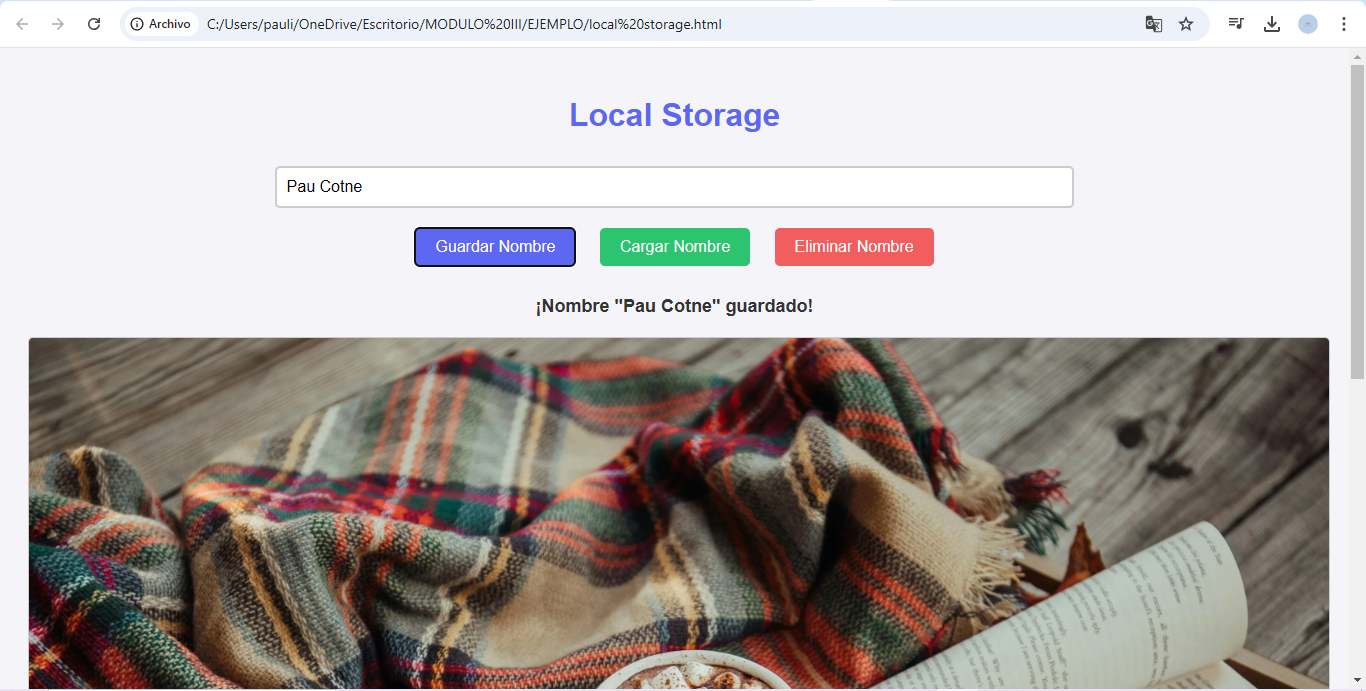 Archivo C:/Users/pauli/OneDrive/Escritorio/MODULO%20III/EJEMPLO/local%20storage.html
Local Storage
Pau Cotne
Guardar Nombre Cargar Nombre Eliminar Nombre
¡Nombre "Pau Cotne" guardado!